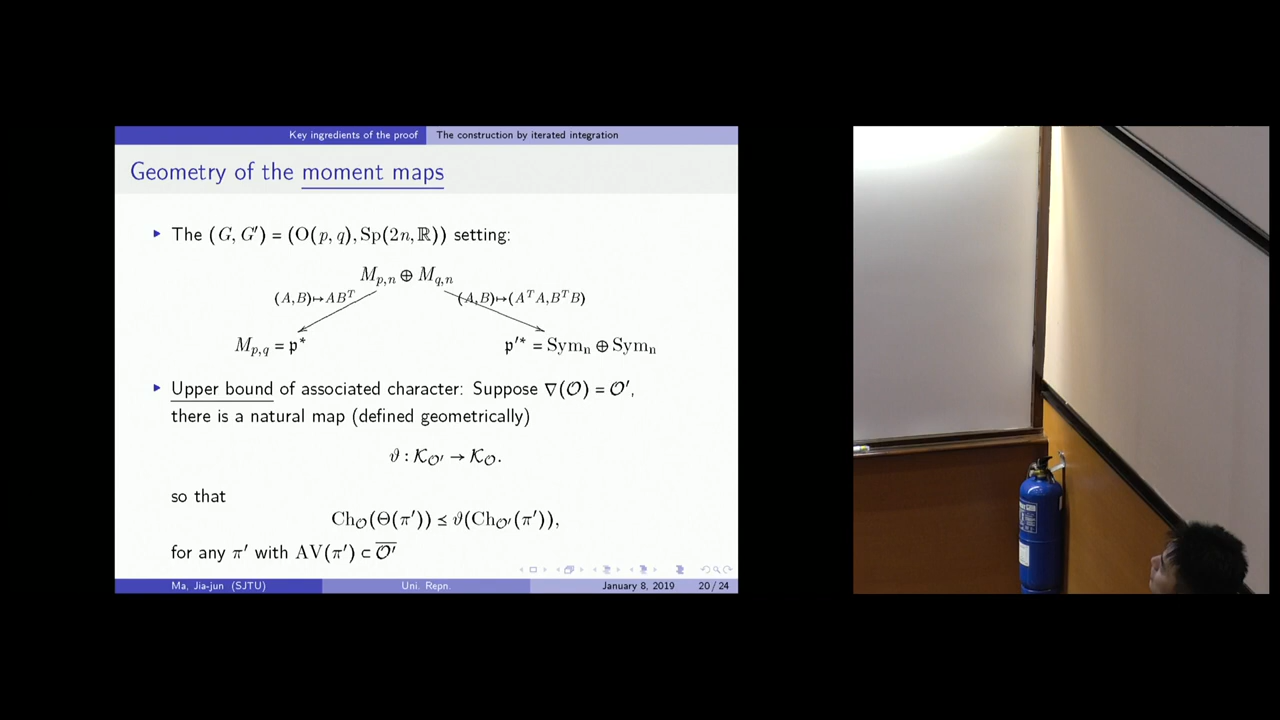 Key ingredients of the proof The construction by iterated integration
Geometry of the moment maps
▸ The (G, G′) = (O(p, q), Sp(2n, ℝ)) setting:
M_{p,n} ⊕ M_{q,n}
(A,B)↦AB^T (A,B)↦(A^T A,B^T B)
M_{p,q} = 𝔭* 𝔭′* = Sym_n ⊕ Sym_n
▸ Upper bound of associated character: Suppose ∇(𝒪) = 𝒪′,
there is a natural map (defined geometrically)
ϑ : 𝒦_{𝒪′} → 𝒦_𝒪.
so that
Ch_𝒪(Θ(π′)) ≤ ϑ(Ch_{𝒪′}(π′)),
for any π′ with AV(π′) ⊂ \overline{𝒪′}
Ma, Jia-jun (SJTU) Uni. Repn. January 8, 2019 20 / 24